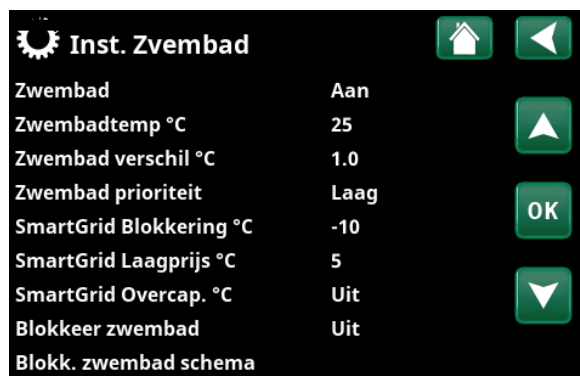 Inst. Zvembad
Zwembad Aan
Zwembadtemp °C 25
Zwembad verschil °C 1.0
Zwembad prioriteit Laag
SmartGrid Blokkering °C -10
SmartGrid Laagprijs °C 5
SmartGrid Overcap. °C Uit
Blokkeer zwembad Uit
Blokk. zwembad schema
OK